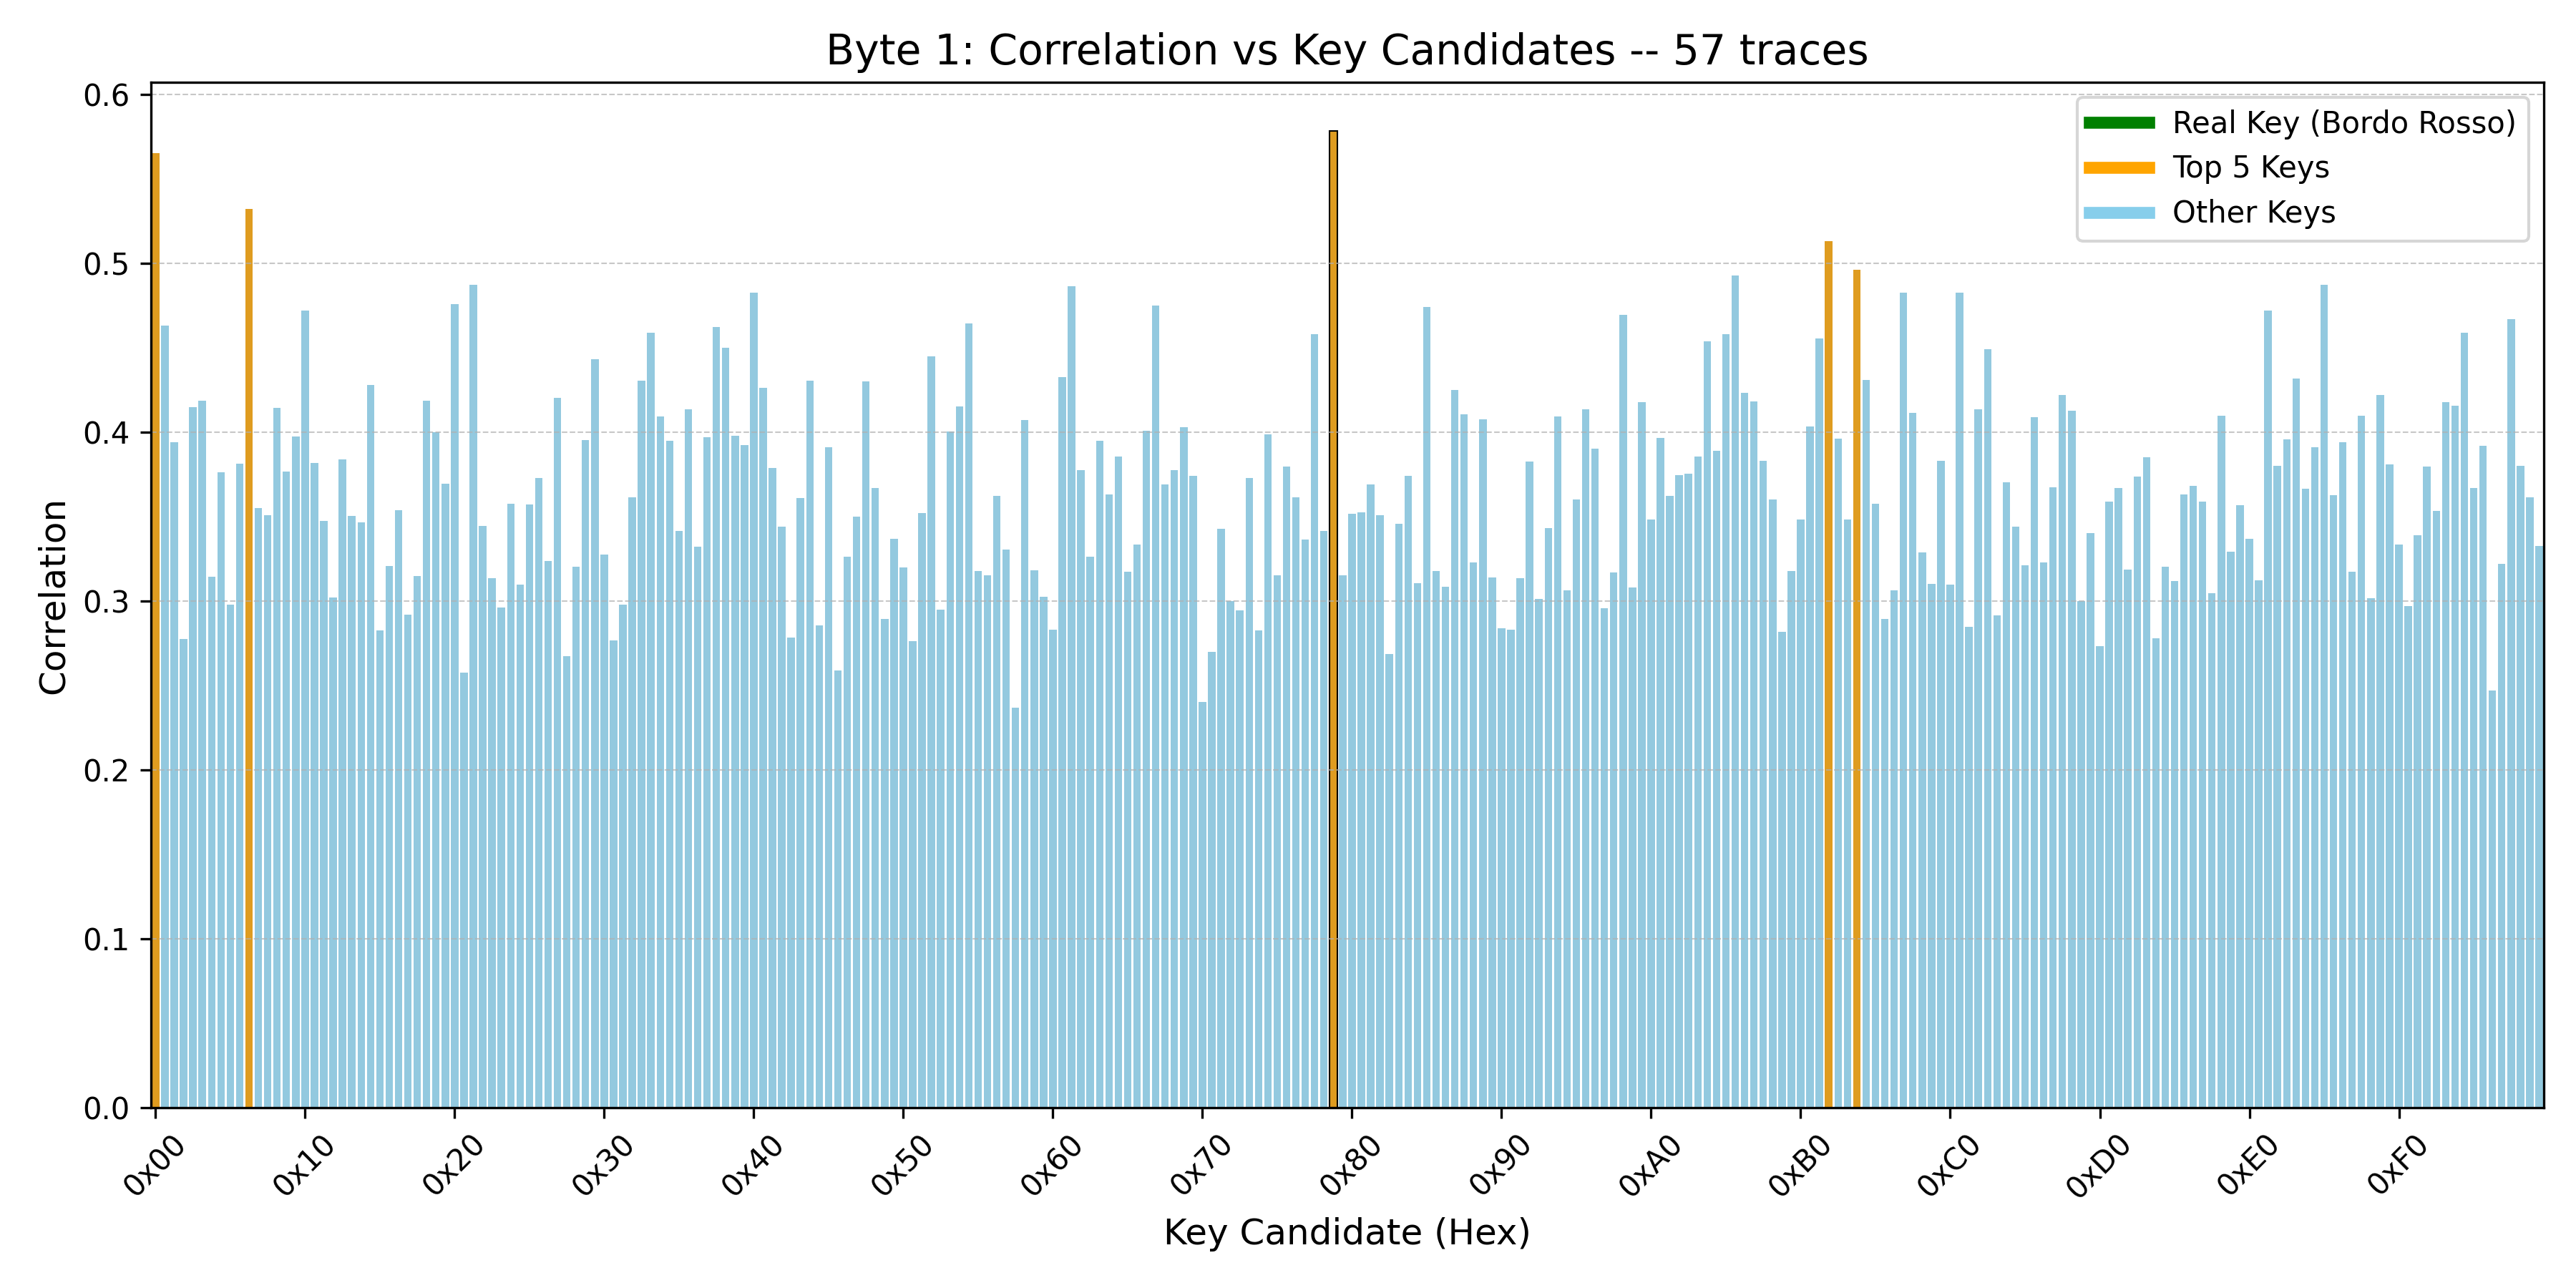 Byte 1: Correlation vs Key Candidates -- 57 traces
Real Key (Bordo Rosso)
Top 5 Keys
Other Keys
Correlation
0.6
0.5
0.4
0.3
0.2
0.1
0.0
0x00 0x10 0x20 0x30 0x40 0x50 0x60 0x70 0x80 0x90 0xA0 0xB0 0xC0 0xD0 0xE0 0xF0
Key Candidate (Hex)